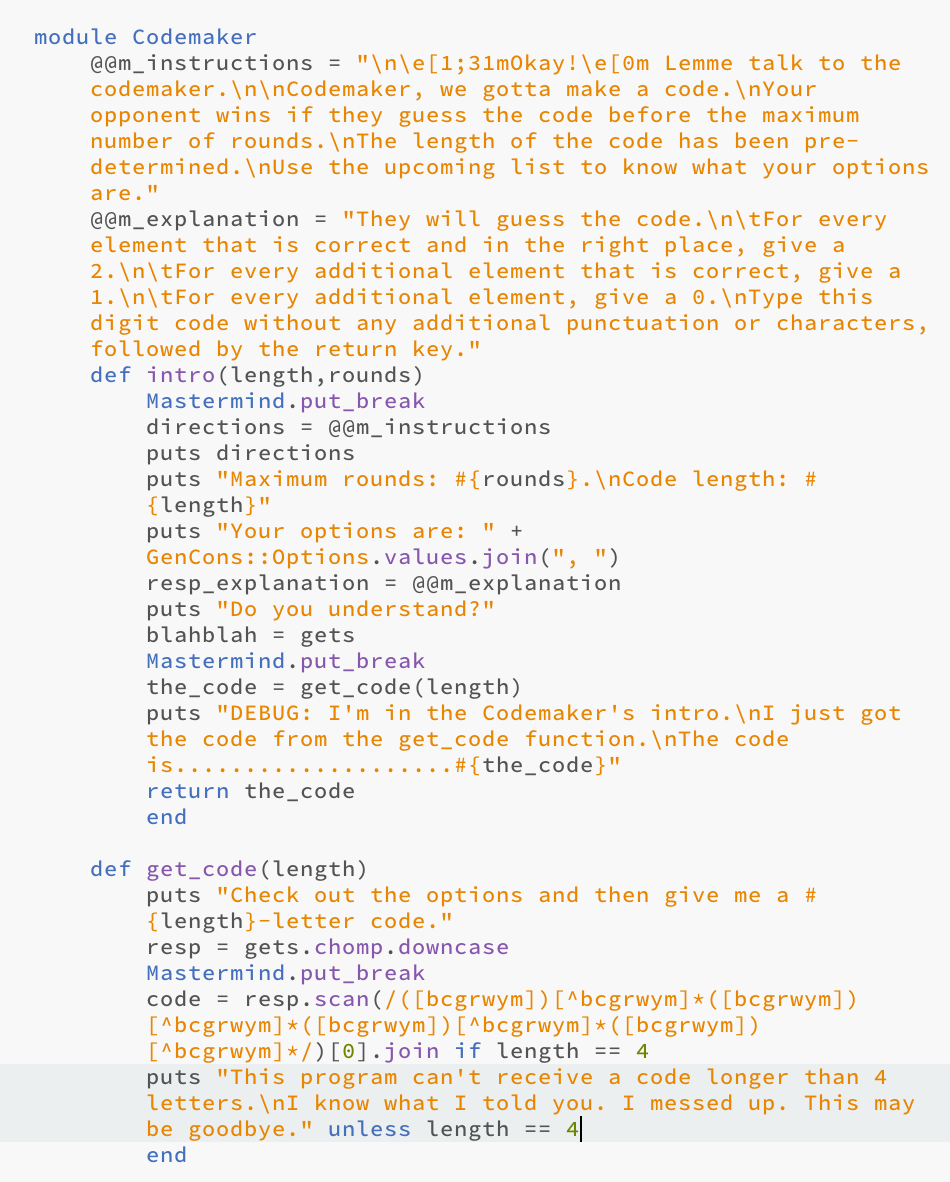 module Codemaker
@@m_instructions = "\n\e[1;31mOkay!\e[0m Lemme talk to the
codemaker.\n\nCodemaker, we gotta make a code.\nYour
opponent wins if they guess the code before the maximum
number of rounds.\nThe length of the code has been pre-
determined.\nUse the upcoming list to know what your options
are."
@@m_explanation = "They will guess the code.\n\tFor every
element that is correct and in the right place, give a
2.\n\tFor every additional element that is correct, give a
1.\n\tFor every additional element, give a 0.\nType this
digit code without any additional punctuation or characters,
followed by the return key."
def intro(length,rounds)
Mastermind.put_break
directions = @@m_instructions
puts directions
puts "Maximum rounds: #{rounds}.\nCode length: #
{length}"
puts "Your options are: " +
GenCons::Options.values.join(", ")
resp_explanation = @@m_explanation
puts "Do you understand?"
blahblah = gets
Mastermind.put_break
the_code = get_code(length)
puts "DEBUG: I'm in the Codemaker's intro.\nI just got
the code from the get_code function.\nThe code
is....................#{the_code}"
return the_code
end
def get_code(length)
puts "Check out the options and then give me a #
{length}-letter code."
resp = gets.chomp.downcase
Mastermind.put_break
code = resp.scan(/([bcgrwym])[^bcgrwym]*([bcgrwym])
[^bcgrwym]*([bcgrwym])[^bcgrwym]*([bcgrwym])
[^bcgrwym]*/)[0].join if length == 4
puts "This program can't receive a code longer than 4
letters.\nI know what I told you. I messed up. This may
be goodbye." unless length == 4
end